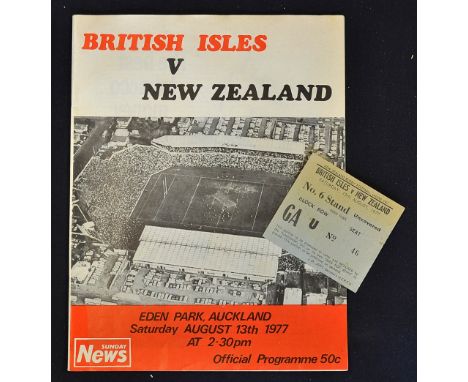 BRITISH ISLES
V
NEW ZEALAND
BRITISH ISLES v NEW ZEALAND
No. 6 Stand
Uncovered
BLOCK ROW
SEAT
GA U No 46
EDEN PARK, AUCKLAND
Saturday AUGUST 13th 1977
AT 2·30pm
SUNDAY
News
Official Programme 50c